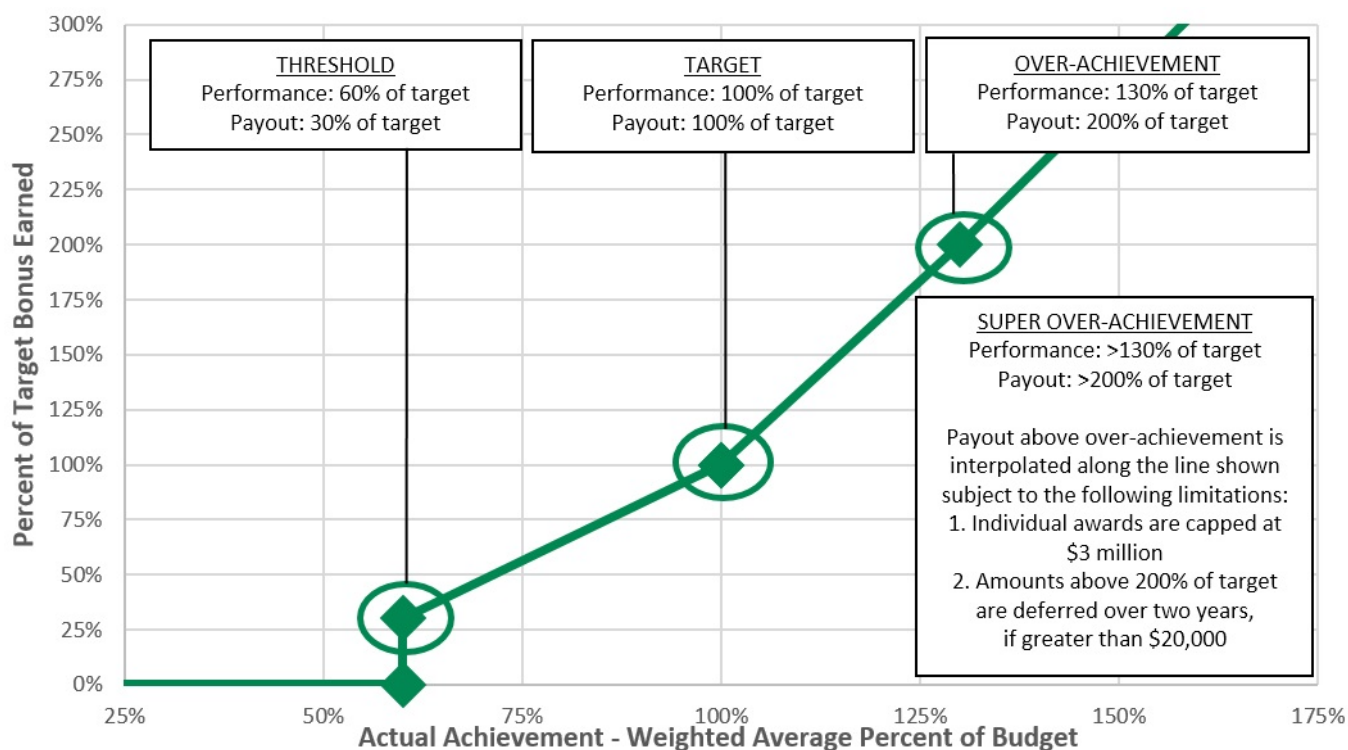 300%
275%
250%
225%
200%
175%
150%
125%
100%
75%
50%
25%
0%
Percent of Target Bonus Earned
THRESHOLD
Performance: 60% of target
Payout: 30% of target
TARGET
Performance: 100% of target
Payout: 100% of target
OVER-ACHIEVEMENT
Performance: 130% of target
Payout: 200% of target
SUPER OVER-ACHIEVEMENT
Performance: >130% of target
Payout: >200% of target
Payout above over-achievement is
interpolated along the line shown
subject to the following limitations:
1. Individual awards are capped at
$3 million
2. Amounts above 200% of target
are deferred over two years,
if greater than $20,000
25% 50% 75% 100% 125% 150% 175%
Actual Achievement - Weighted Average Percent of Budget